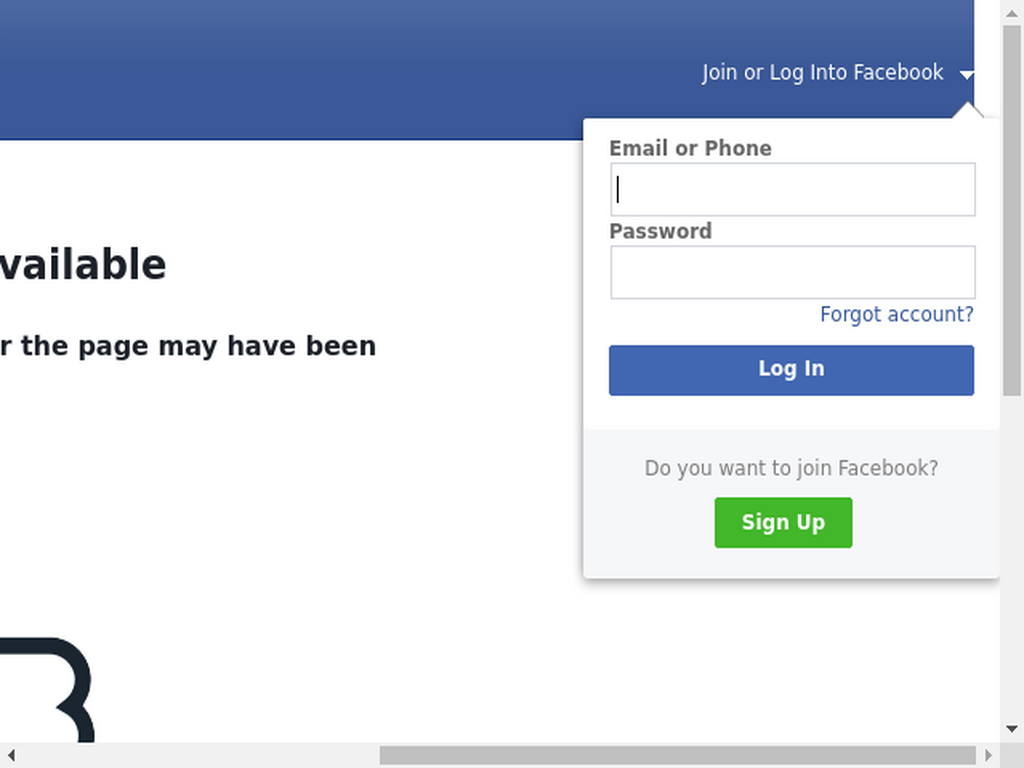 Join or Log Into Facebook
Email or Phone
Password
vailable
Forgot account?
r the page may have been
Log In
Do you want to join Facebook?
Sign Up